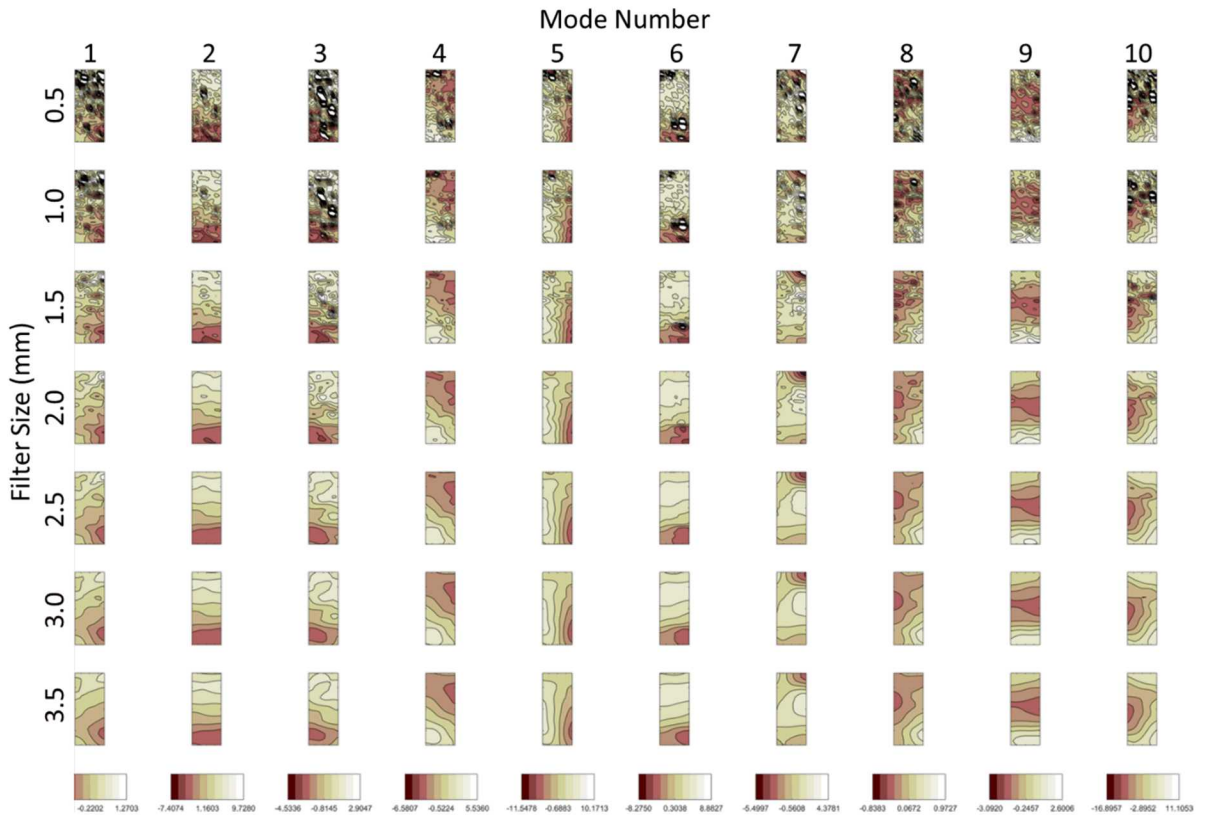 Mode Number
1 2 3 4 5 6 7 8 9 10
Filter Size (mm)
0.5
1.0
1.5
2.0
2.5
3.0
3.5
-0.2202 1.2703
-7.4074 1.1603 9.7280
-4.5336 -0.8145 2.9047
-6.5807 -0.5224 5.5360
-11.5478 -0.6883 10.1713
-8.2750 0.3038 8.8827
-5.4997 -0.5608 4.3781
-0.8383 0.0672 0.9727
-3.0920 -0.2457 2.6006
-16.8957 -2.8952 11.1053